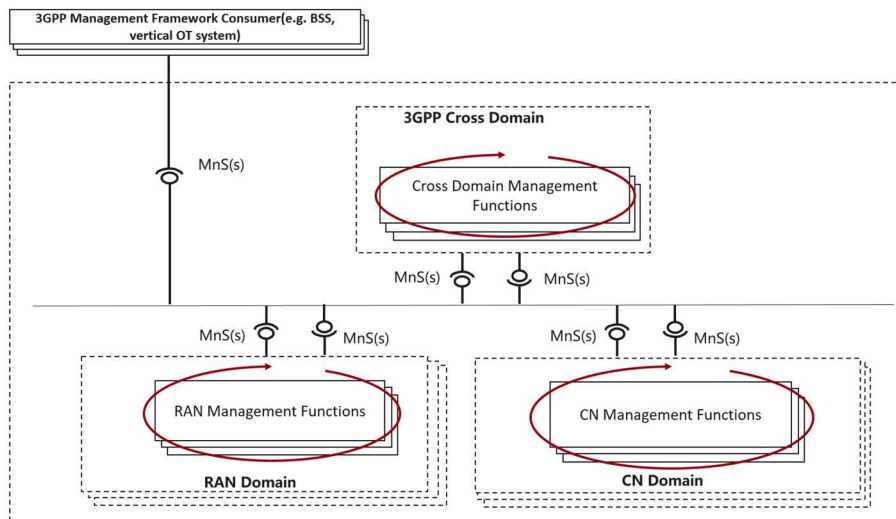 3GPP Management Framework Consumer(e.g. BSS,
vertical OT system)
3GPP Cross Domain
MnS(s)
Cross Domain Management
Functions
MnS(s)
MnS(s)
MnS(s)
MnS(s)
MnS(s)
MnS(s)
RAN Management Functions
CN Management Functions
RAN Domain
CN Domain